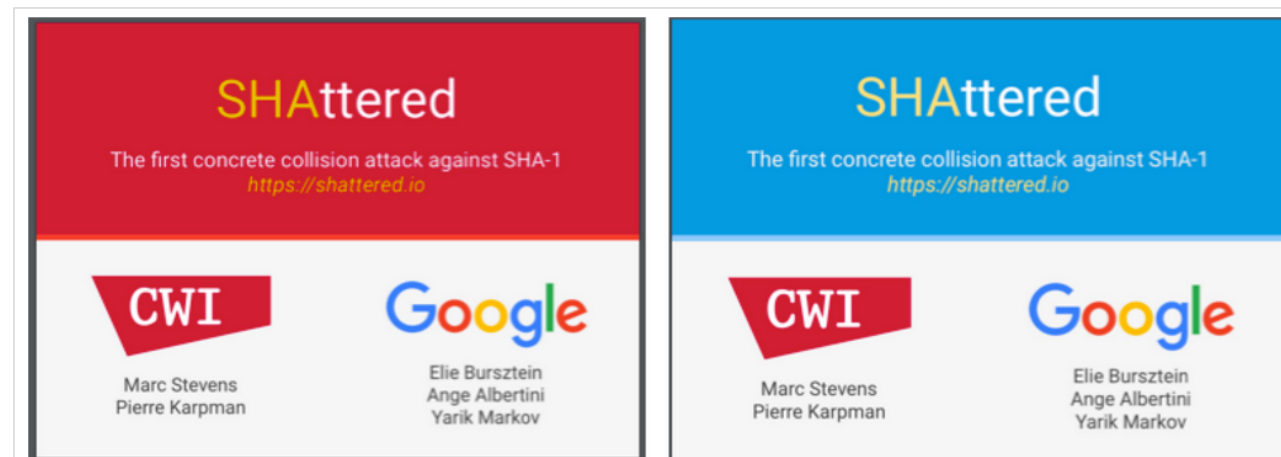 SHAttered
The first concrete collision attack against SHA-1
https://shattered.io
CWI
Marc Stevens
Pierre Karpman
Google
Elie Bursztein
Ange Albertini
Yarik Markov
SHAttered
The first concrete collision attack against SHA-1
https://shattered.io
CWI
Marc Stevens
Pierre Karpman
Google
Elie Bursztein
Ange Albertini
Yarik Markov